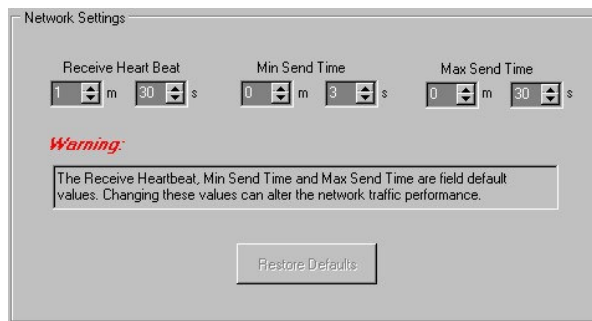 Network Settings
Receive Heart Beat Min Send Time Max Send Time
1 m 30 s 0 m 3 s 0 m 30 s
Warning:
The Receive Heartbeat, Min Send Time and Max Send Time are field default
values. Changing these values can alter the network traffic performance.
Restore Defaults